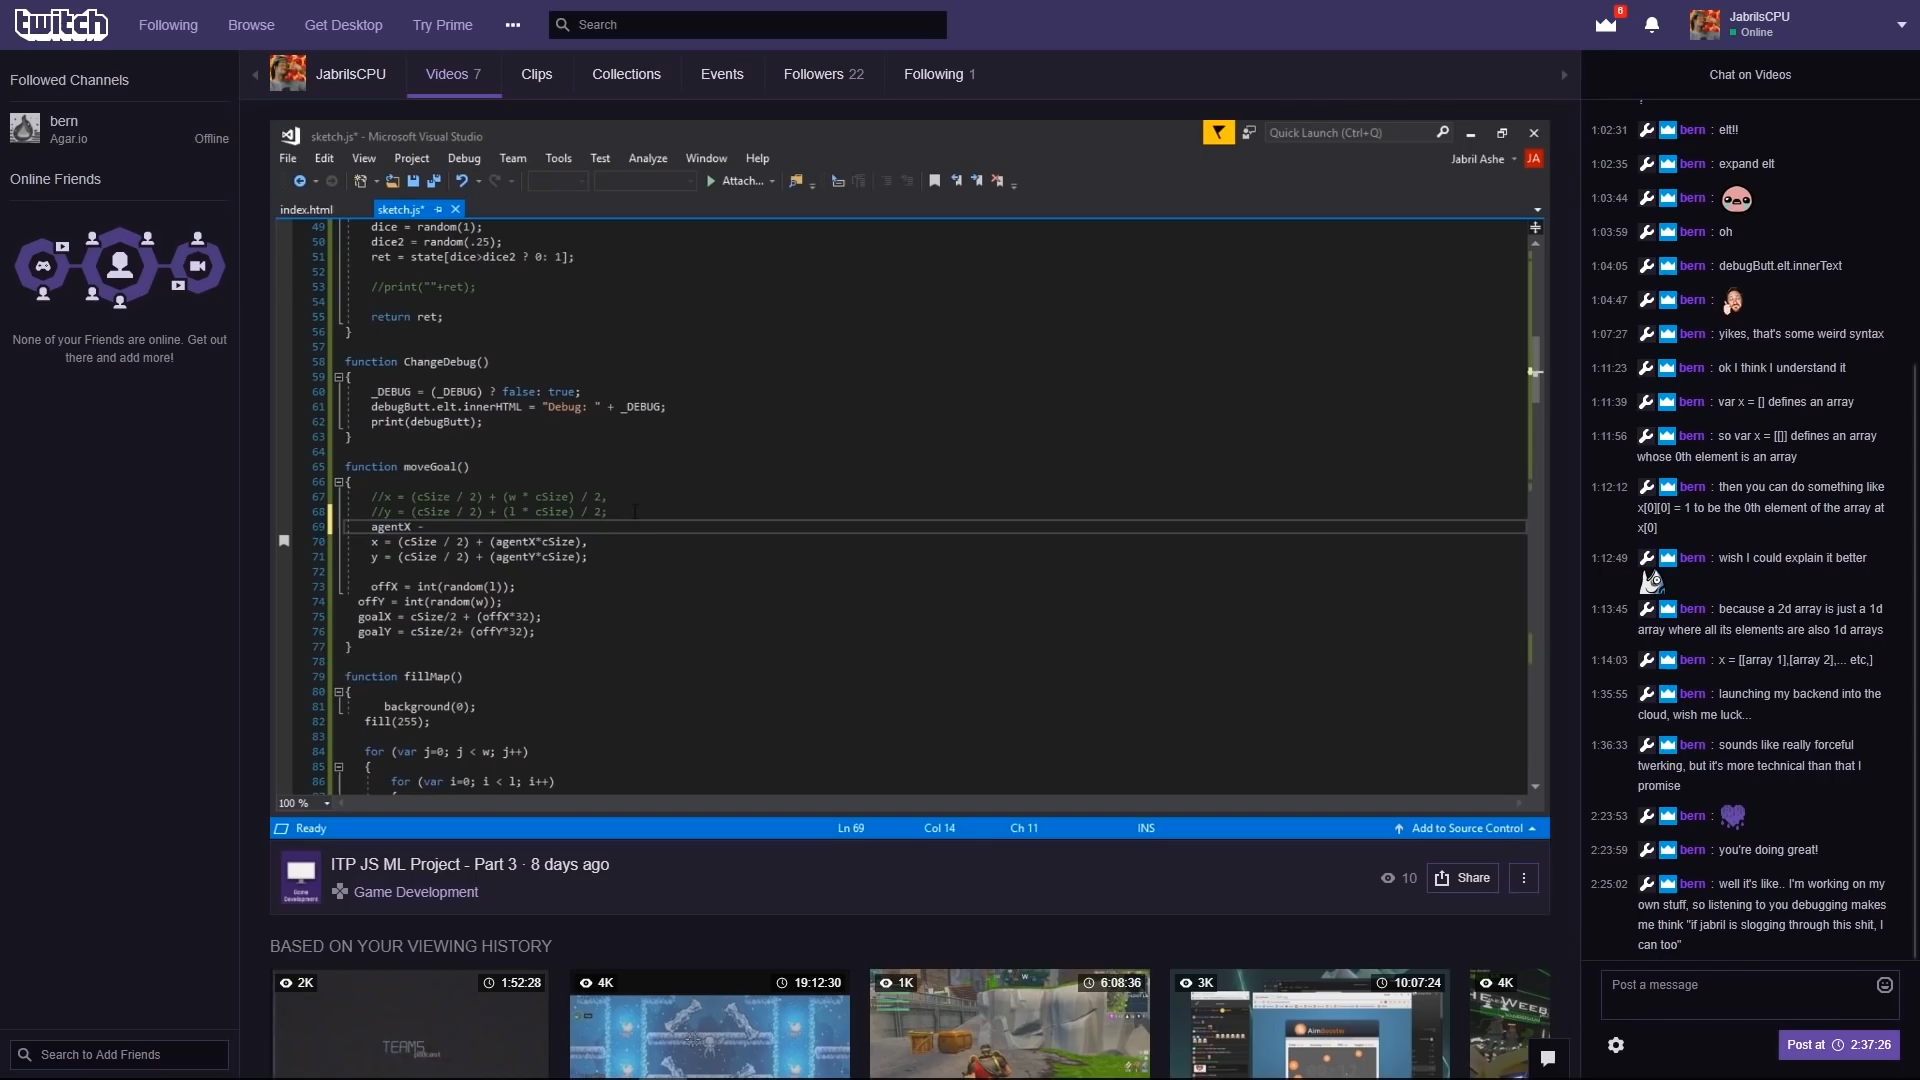 twitch
Following
Browse
Get Desktop
Try Prime
Search
6
JabrilsCPU
Online
Followed Channels
bern
Agar.io
Offline
Online Friends
None of your Friends are online. Get out
there and add more!
Search to Add Friends
JabrilsCPU
Videos 7
Clips
Collections
Events
Followers 22
Following 1
sketch.js* - Microsoft Visual Studio
Quick Launch (Ctrl+Q)
File Edit View Project Debug Team Tools Test Analyze Window Help
Jabril Ashe
JA
Attach...
index.html
sketch.js*
49 dice = random(1);
50 dice2 = random(.25);
51 ret = state[dice>dice2 ? 0: 1];
52
53 //print(""+ret);
54
55 return ret;
56 }
57
58 function ChangeDebug()
59 {
60 _DEBUG = (_DEBUG) ? false: true;
61 debugButt.elt.innerHTML = "Debug: " + _DEBUG;
62 print(debugButt);
63 }
64
65 function moveGoal()
66 {
67 //x = (cSize / 2) + (w * cSize) / 2,
68 //y = (cSize / 2) + (l * cSize) / 2;
69 agentX -
70 x = (cSize / 2) + (agentX*cSize),
71 y = (cSize / 2) + (agentY*cSize);
72
73 offX = int(random(l));
74 offY = int(random(w));
75 goalX = cSize/2 + (offX*32);
76 goalY = cSize/2+ (offY*32);
77 }
78
79 function fillMap()
80 {
81 background(0);
82 fill(255);
83
84 for (var j=0; j < w; j++)
85 {
86 for (var i=0; i < l; i++)
100 %
Ready
Ln 69
Col 14
Ch 11
INS
Add to Source Control
ITP JS ML Project - Part 3 · 8 days ago
Game Development
10
Share
BASED ON YOUR VIEWING HISTORY
2K
1:52:28
4K
19:12:30
1K
6:08:36
3K
10:07:24
4K
Chat on Videos
1:02:31 bern : elt!!
1:02:35 bern : expand elt
1:03:44 bern :
1:03:59 bern : oh
1:04:05 bern : debugButt.elt.innerText
1:04:47 bern :
1:07:27 bern : yikes, that's some weird syntax
1:11:23 bern : ok I think I understand it
1:11:39 bern : var x = [] defines an array
1:11:56 bern : so var x = [[]] defines an array
whose 0th element is an array
1:12:12 bern : then you can do something like
x[0][0] = 1 to be the 0th element of the array at
x[0]
1:12:49 bern : wish I could explain it better
1:13:45 bern : because a 2d array is just a 1d
array where all its elements are also 1d arrays
1:14:03 bern : x = [[array 1],[array 2],... etc,]
1:35:55 bern : launching my backend into the
cloud, wish me luck...
1:36:33 bern : sounds like really forceful
twerking, but it's more technical than that I
promise
2:23:53 bern :
2:23:59 bern : you're doing great!
2:25:02 bern : well it's like.. I'm working on my
own stuff, so listening to you debugging makes
me think "if jabril is slogging through this shit, I
can too"
Post a message
Post at 2:37:26